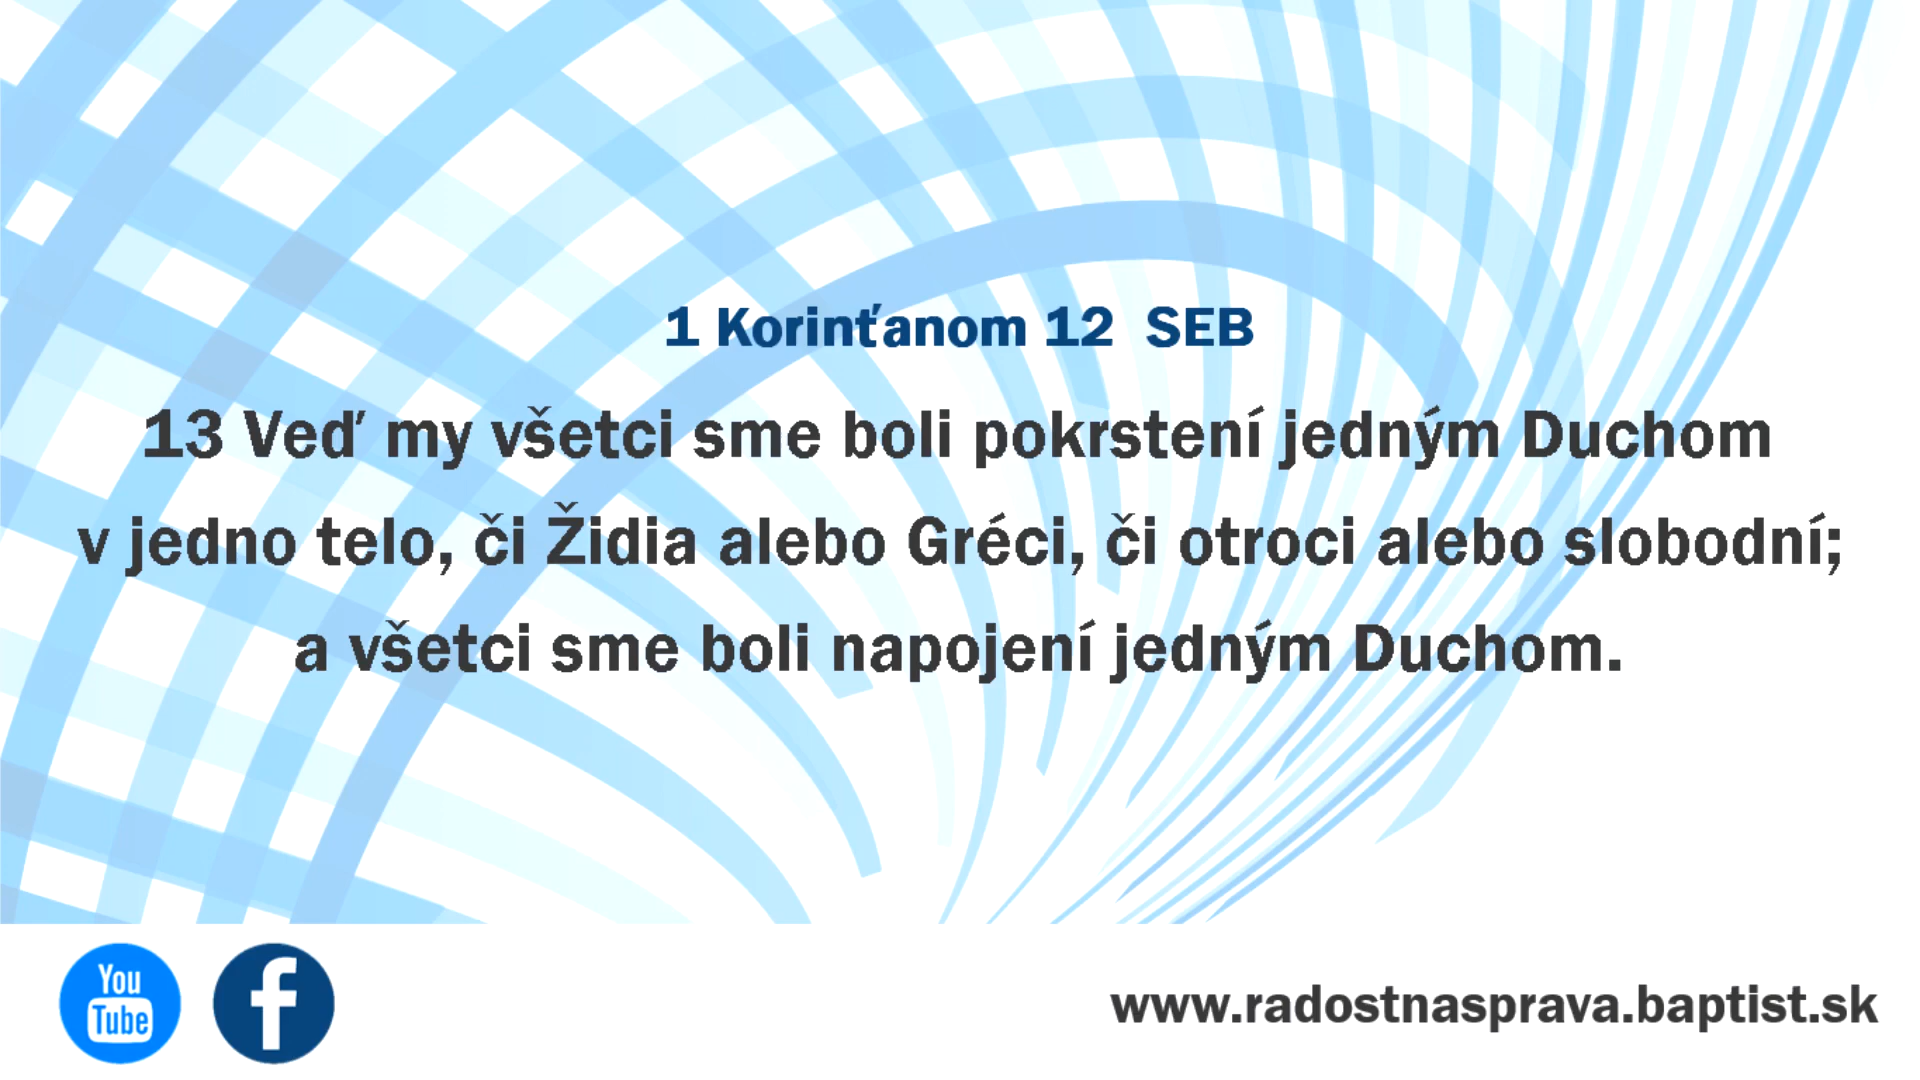 1 Korinťanom 12  SEB
13 Veď my všetci sme boli pokrstení jedným Duchom
v jedno telo, či Židia alebo Gréci, či otroci alebo slobodní;
a všetci sme boli napojení jedným Duchom.
You
Tube
f
www.radostnasprava.baptist.sk